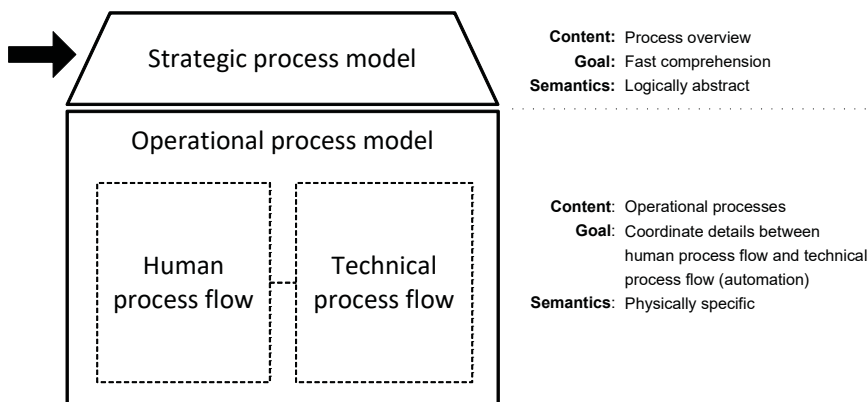 Strategic process model
Content: Process overview
Goal: Fast comprehension
Semantics: Logically abstract
Operational process model
Human
process flow
Technical
process flow
Content: Operational processes
Goal: Coordinate details between
human process flow and technical
process flow (automation)
Semantics: Physically specific